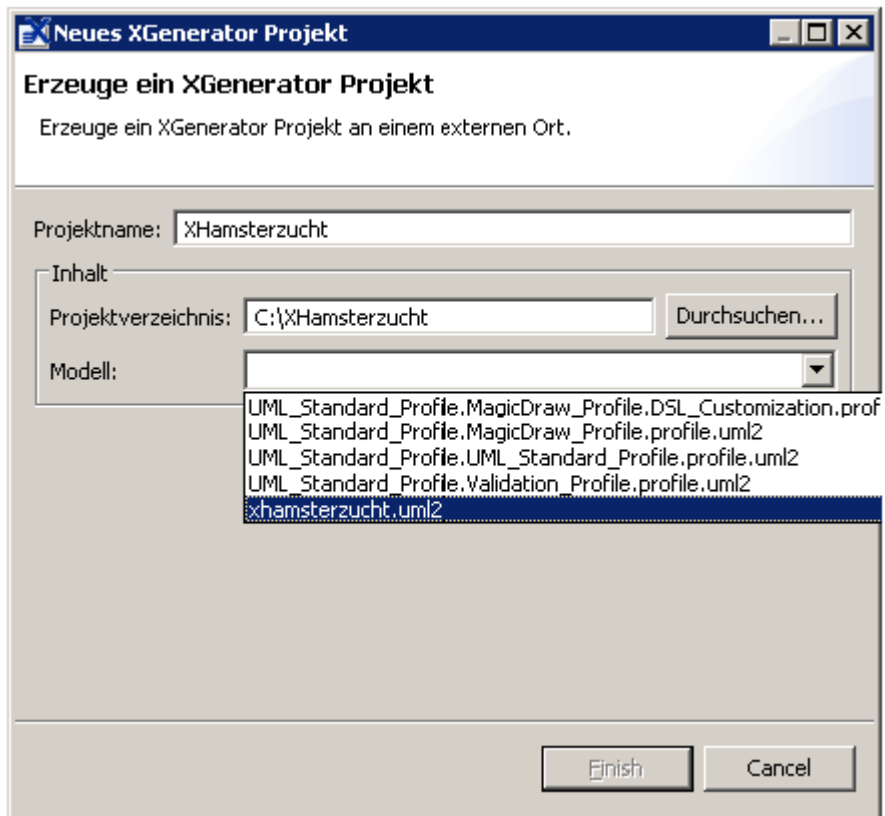 Neues XGenerator Projekt
Erzeuge ein XGenerator Projekt
Erzeuge ein XGenerator Projekt an einem externen Ort.
Projektname: XHamsterzucht
Inhalt
Projektverzeichnis: C:\XHamsterzucht Durchsuchen...
Modell:
UML_Standard_Profile.MagicDraw_Profile.DSL_Customization.prof
UML_Standard_Profile.MagicDraw_Profile.profile.uml2
UML_Standard_Profile.UML_Standard_Profile.profile.uml2
UML_Standard_Profile.Validation_Profile.profile.uml2
xhamsterzucht.uml2
Finish Cancel